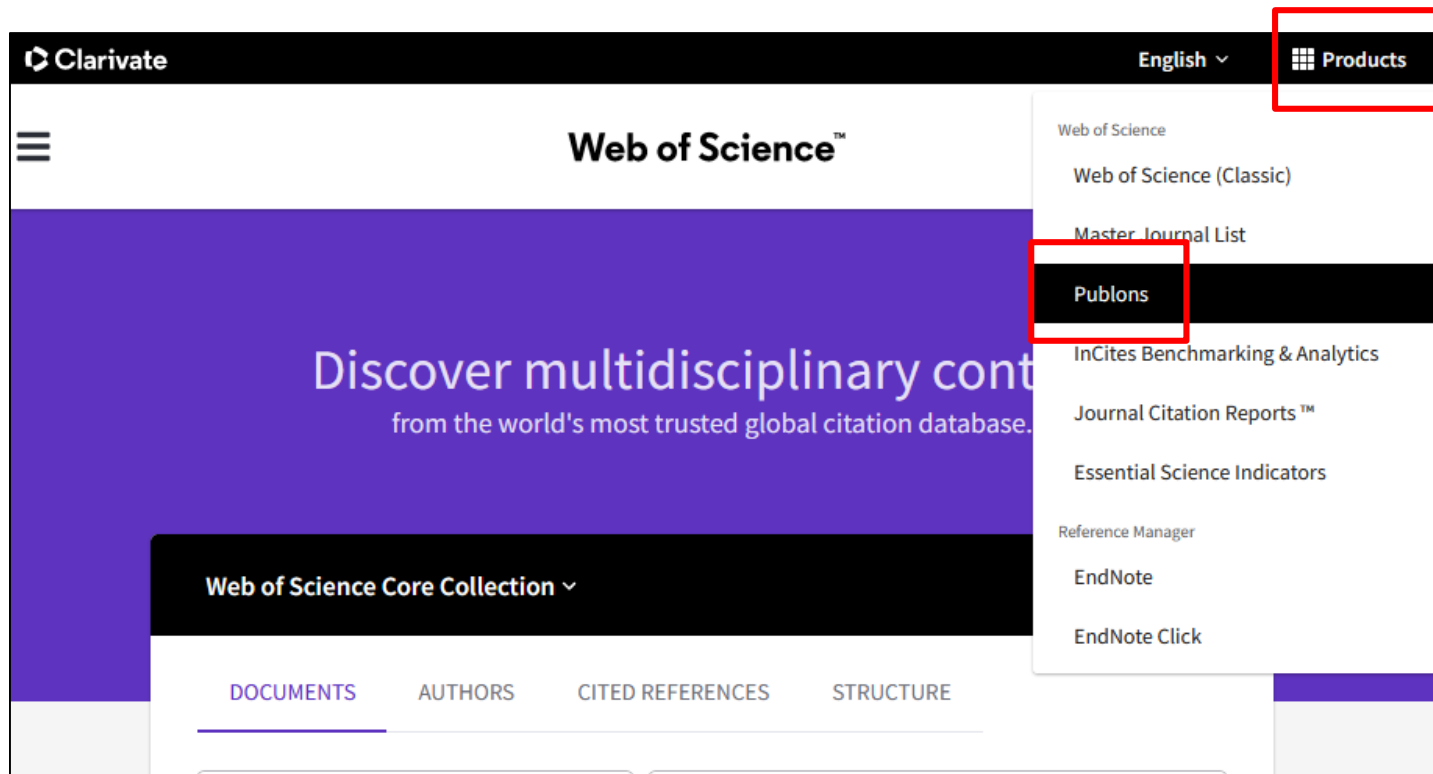 Clarivate
English
Products
Web of Science™
Web of Science
Web of Science (Classic)
Master Journal List
Publons
InCites Benchmarking & Analytics
Journal Citation Reports ™
Essential Science Indicators
Reference Manager
EndNote
EndNote Click
Discover multidisciplinary cont
from the world's most trusted global citation database.
Web of Science Core Collection
DOCUMENTS AUTHORS CITED REFERENCES STRUCTURE